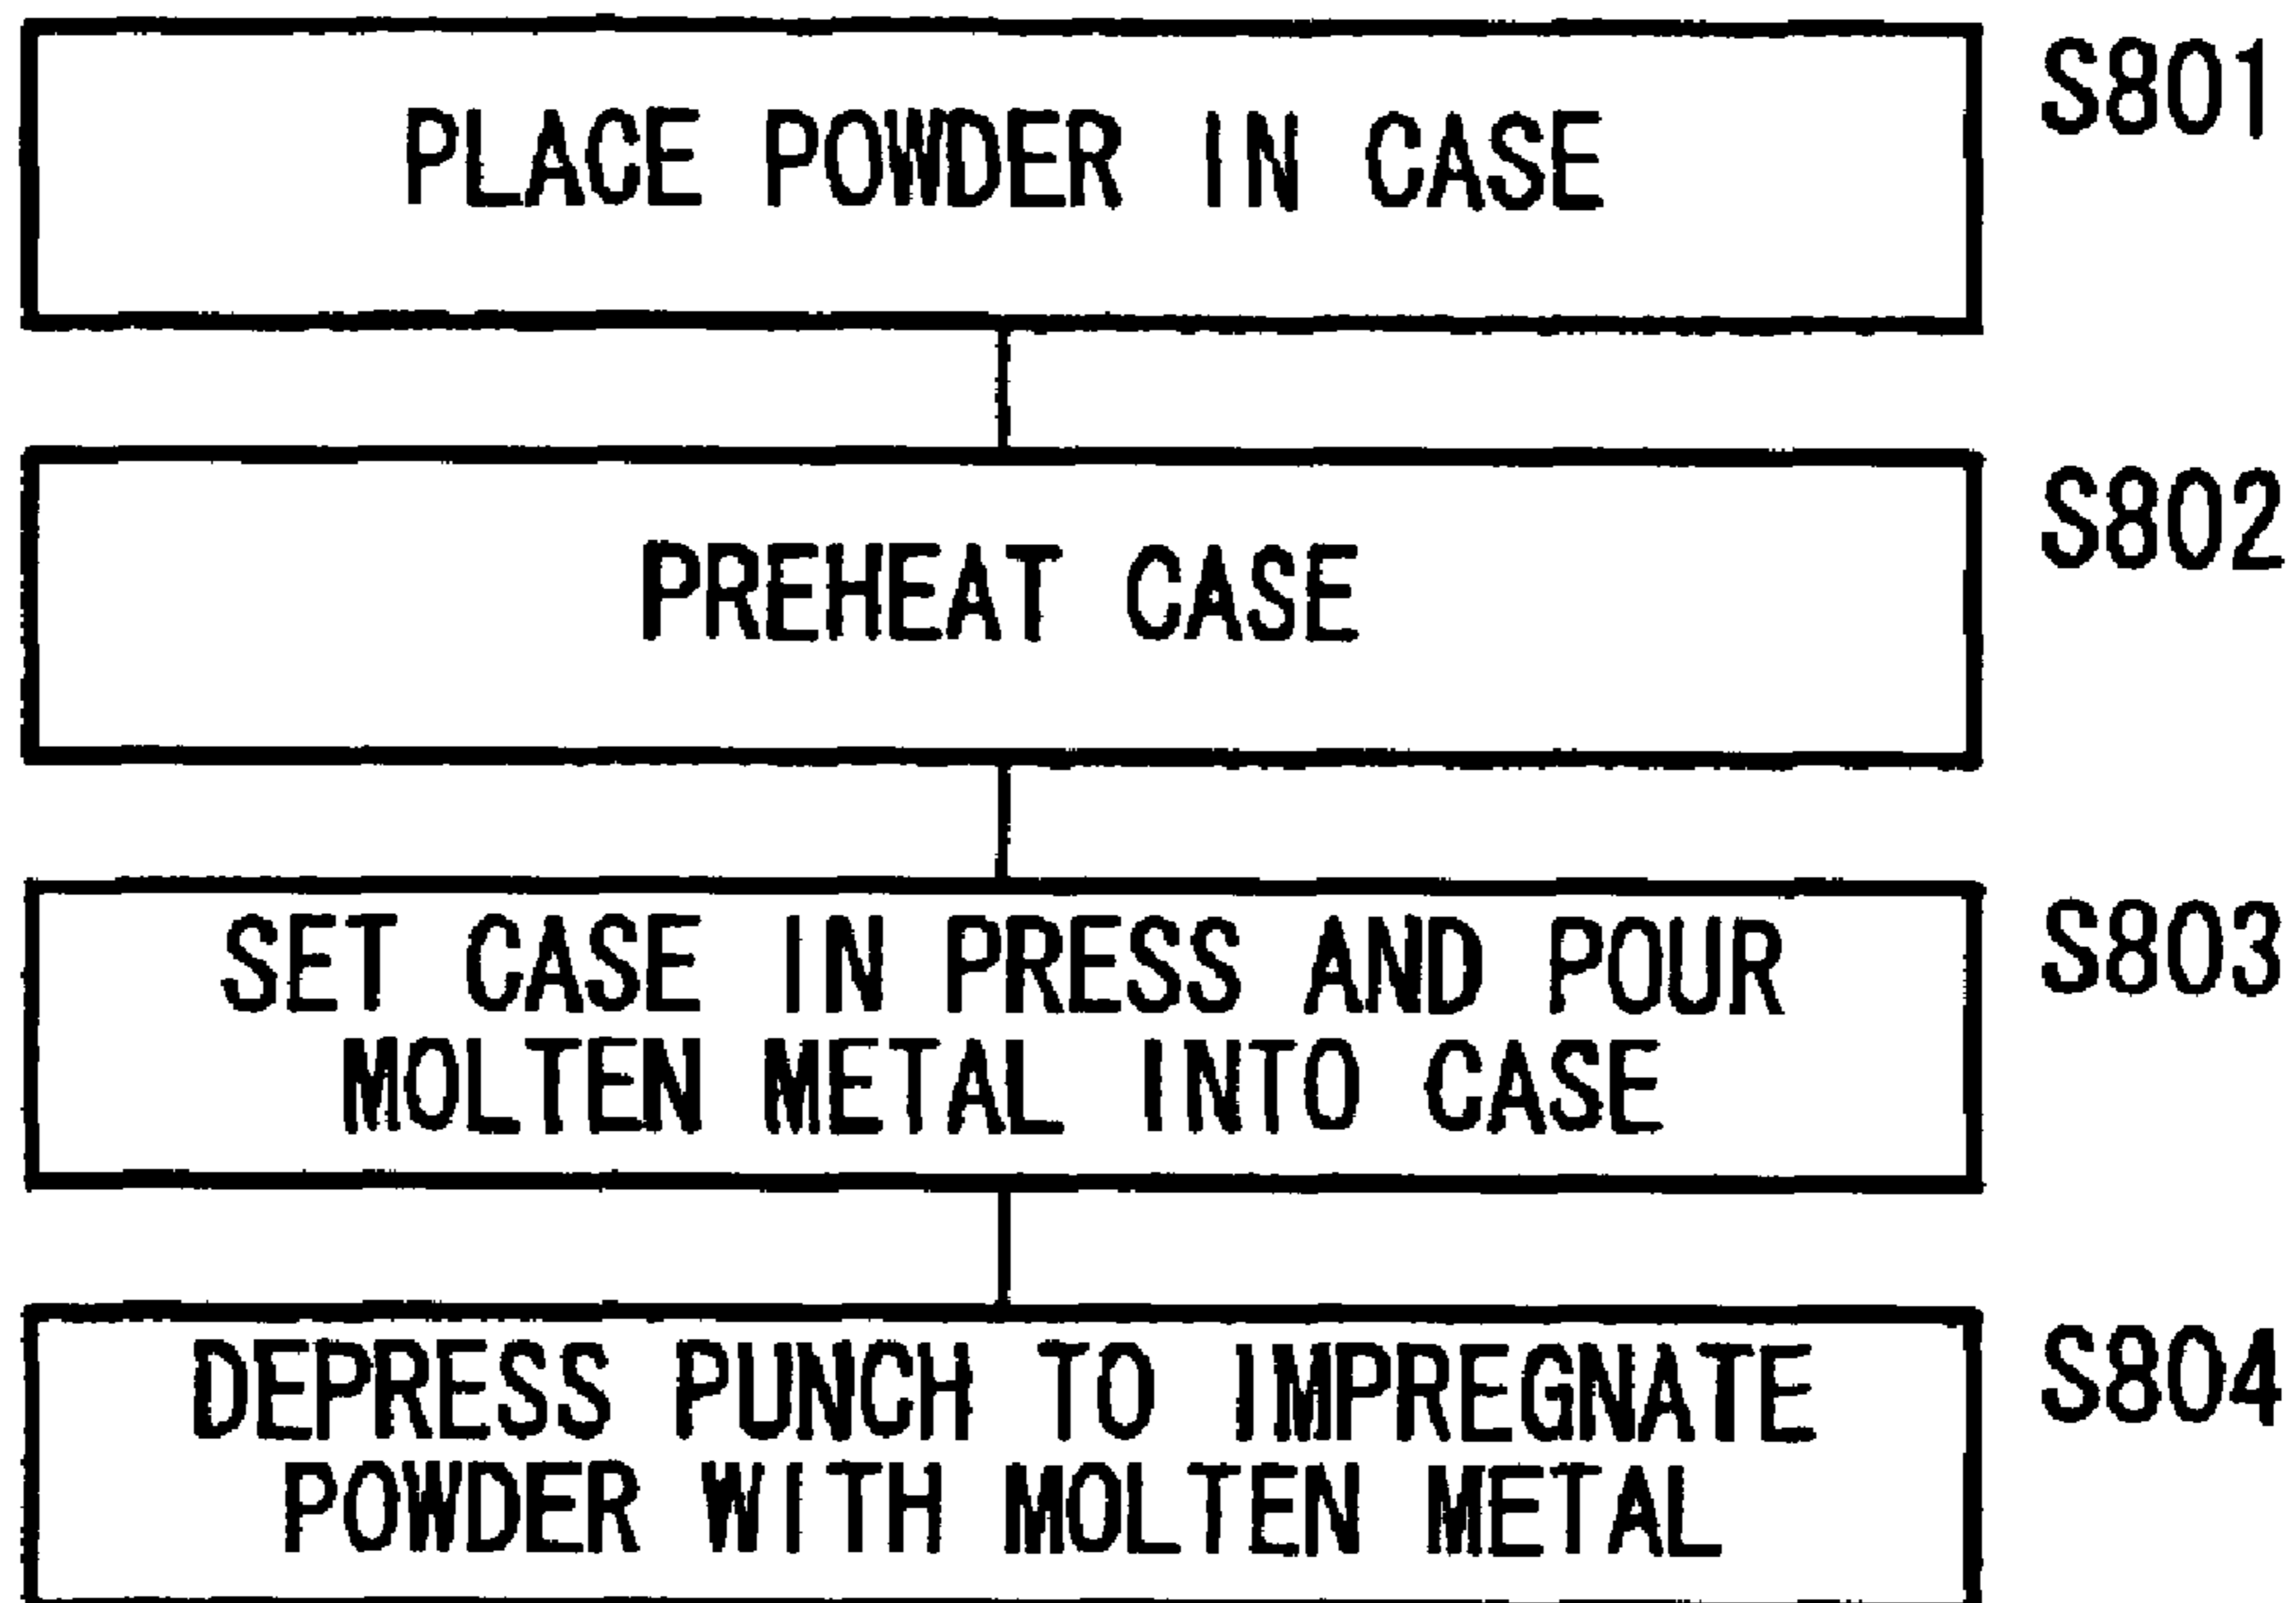 PLACE POWDER IN CASE
S801
PREHEAT CASE
S802
SET CASE IN PRESS AND POUR
MOLTEN METAL INTO CASE
S803
DEPRESS PUNCH TO IMPREGNATE
POWDER WITH MOLTEN METAL
S804